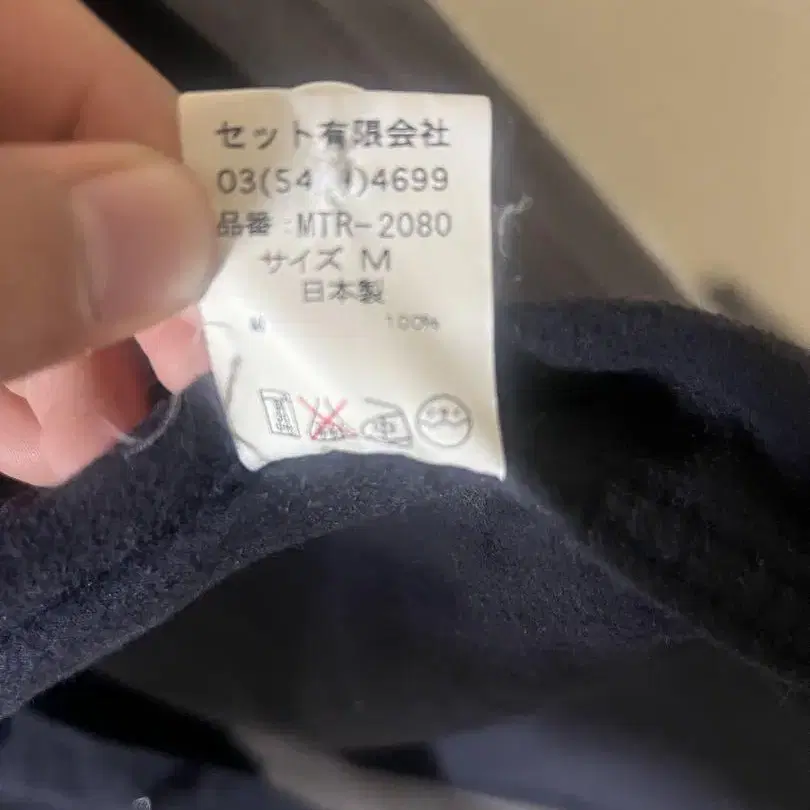 セット有限会社
03(54 )4699
品番:MTR-2080
サイズ M
日本製
100%